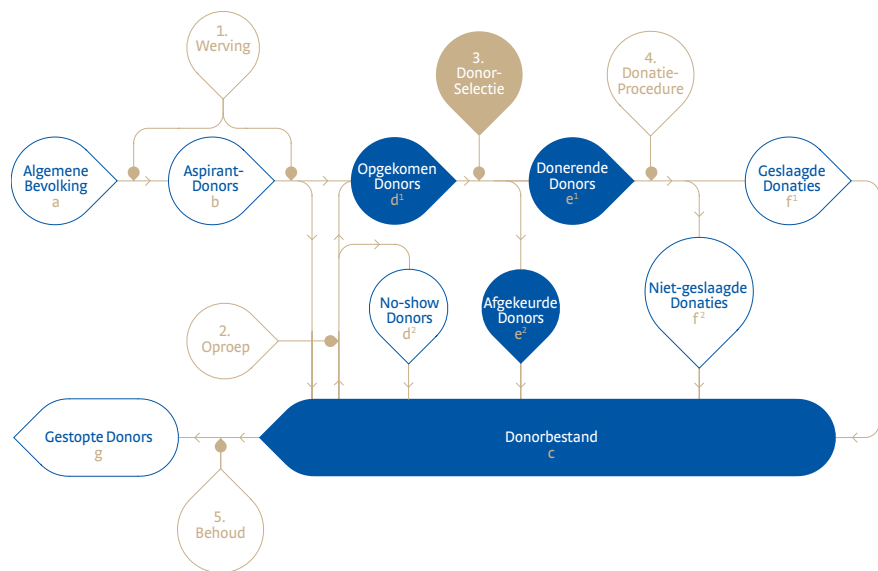 1.
Werving
3.
Donor-
Selectie
4.
Donatie-
Procedure
Algemene
Bevolking
a
Aspirant-
Donors
b
Opgekomen
Donors
d¹
Donerende
Donors
e¹
Geslaagde
Donaties
f¹
2.
Oproep
No-show
Donors
d²
Afgekeurde
Donors
e²
Niet-geslaagde
Donaties
f²
Gestopte Donors
g
Donorbestand
c
5.
Behoud